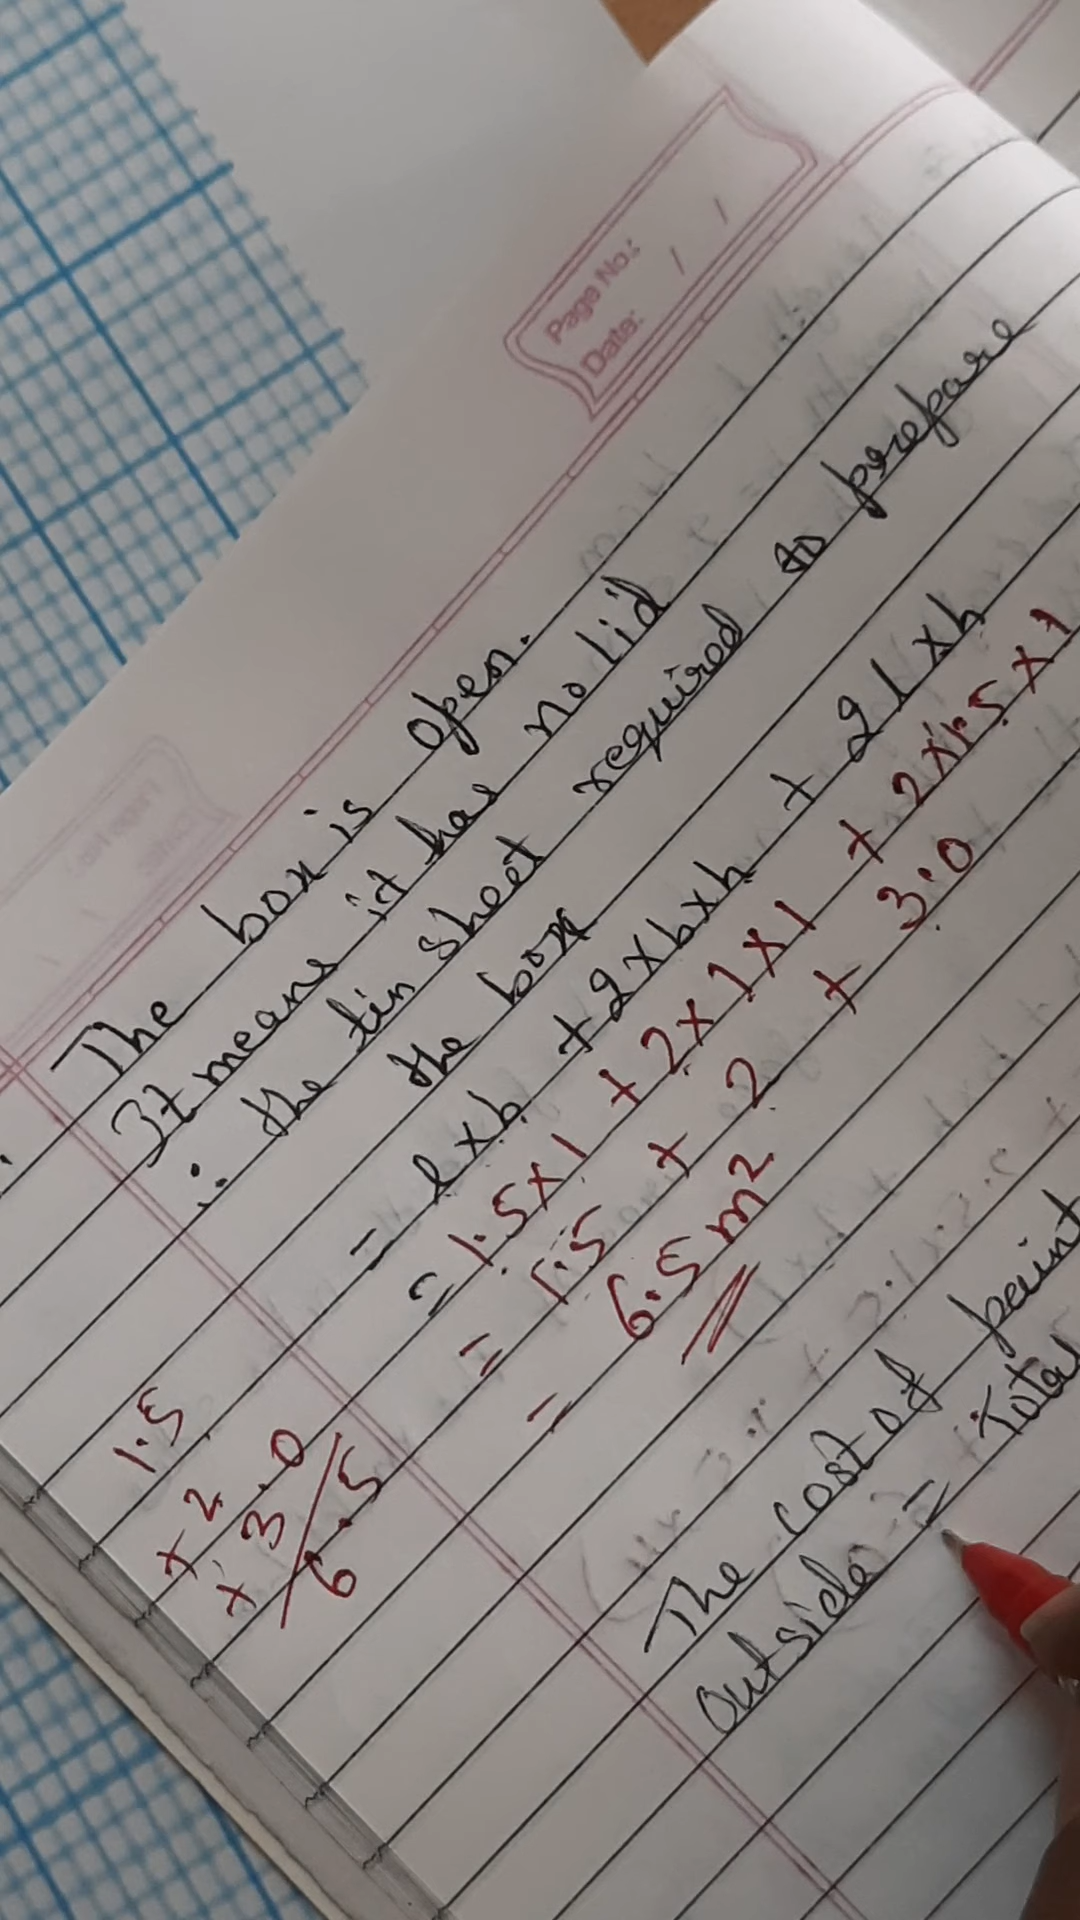 Page No.:
Date: / /
The box is open.
It means it has no lid
∴ the tin sheet required to prepare
the box
= l x b + 2 x b x h + 2 l x h
= 1.5 x 1 + 2 x 1 x 1 + 2 x 1.5 x 1
= 1.5 + 2 + 3.0
= 6.5 m²
1.5
+ 2
+ 3.0
6.5
The cost of paint
outside = Total